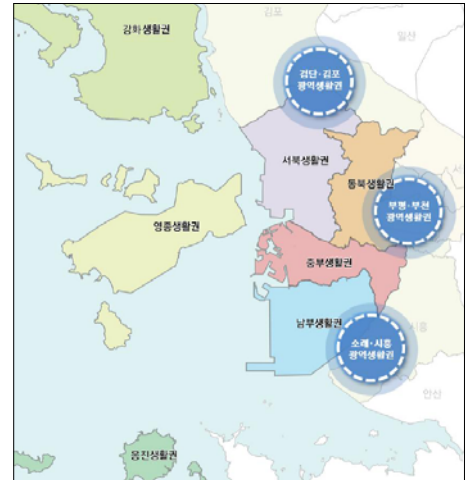 김포
강화생활권
일산
검단·김포
광역생활권
서북생활권
동북생활권
부평·부천
광역생활권
영종생활권
중부생활권
남부생활권
시흥
소래·시흥
광역생활권
안산
옹진생활권